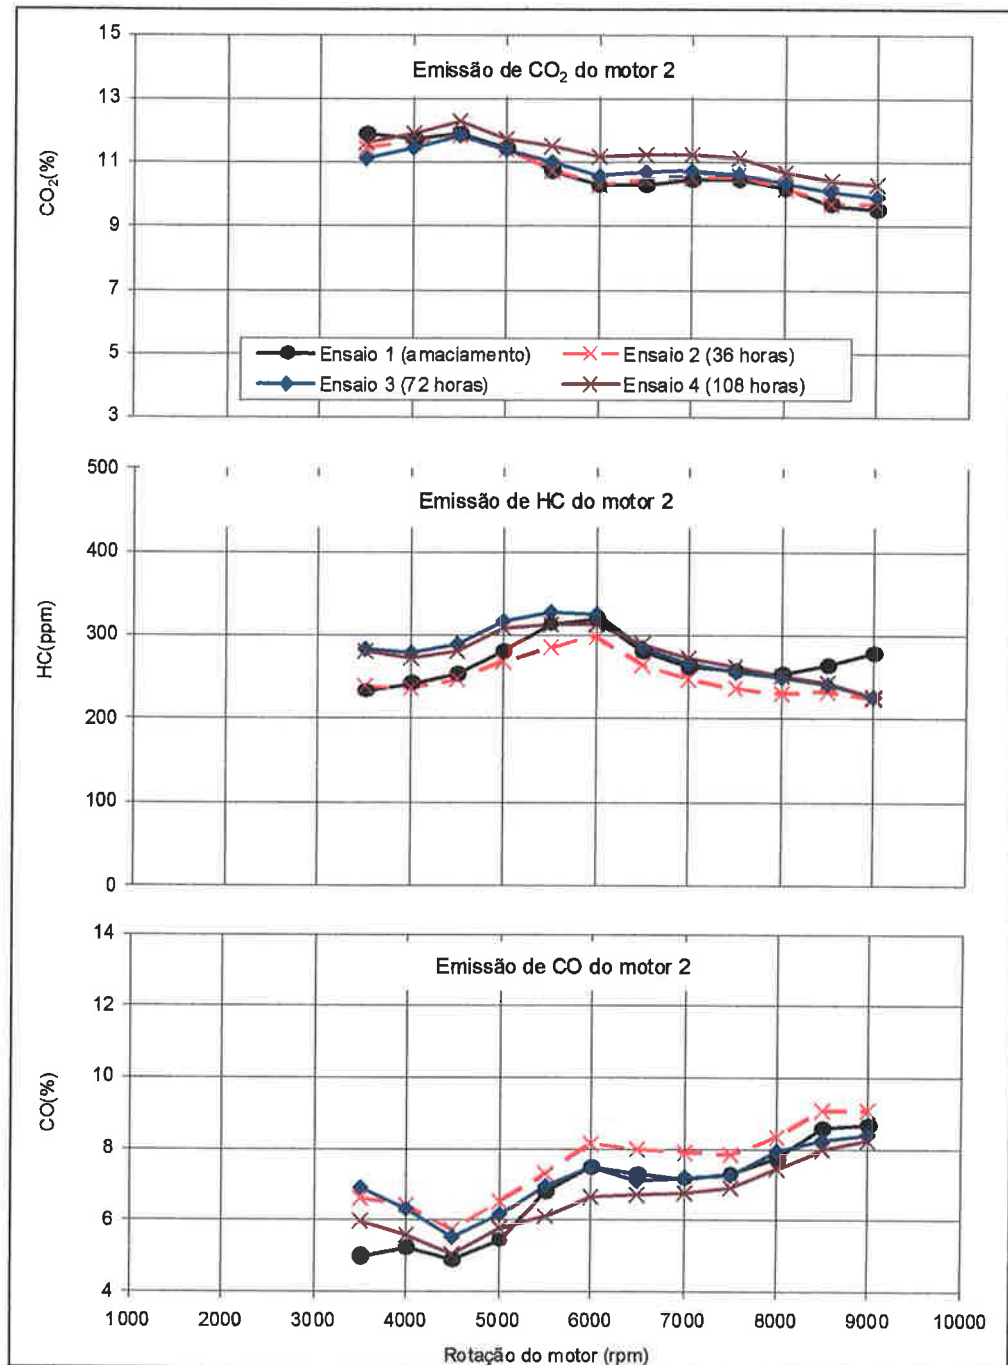 15
Emissão de CO₂ do motor 2
13
11
CO₂(%)
9
7
5
Ensaio 1 (amaciamento) Ensaio 2 (36 horas)
Ensaio 3 (72 horas) Ensaio 4 (108 horas)
3
500
Emissão de HC do motor 2
400
300
HC(ppm)
200
100
0
14
Emissão de CO do motor 2
12
10
CO(%)
8
6
4
1000 2000 3000 4000 5000 6000 7000 8000 9000 10000
Rotação do motor (rpm)